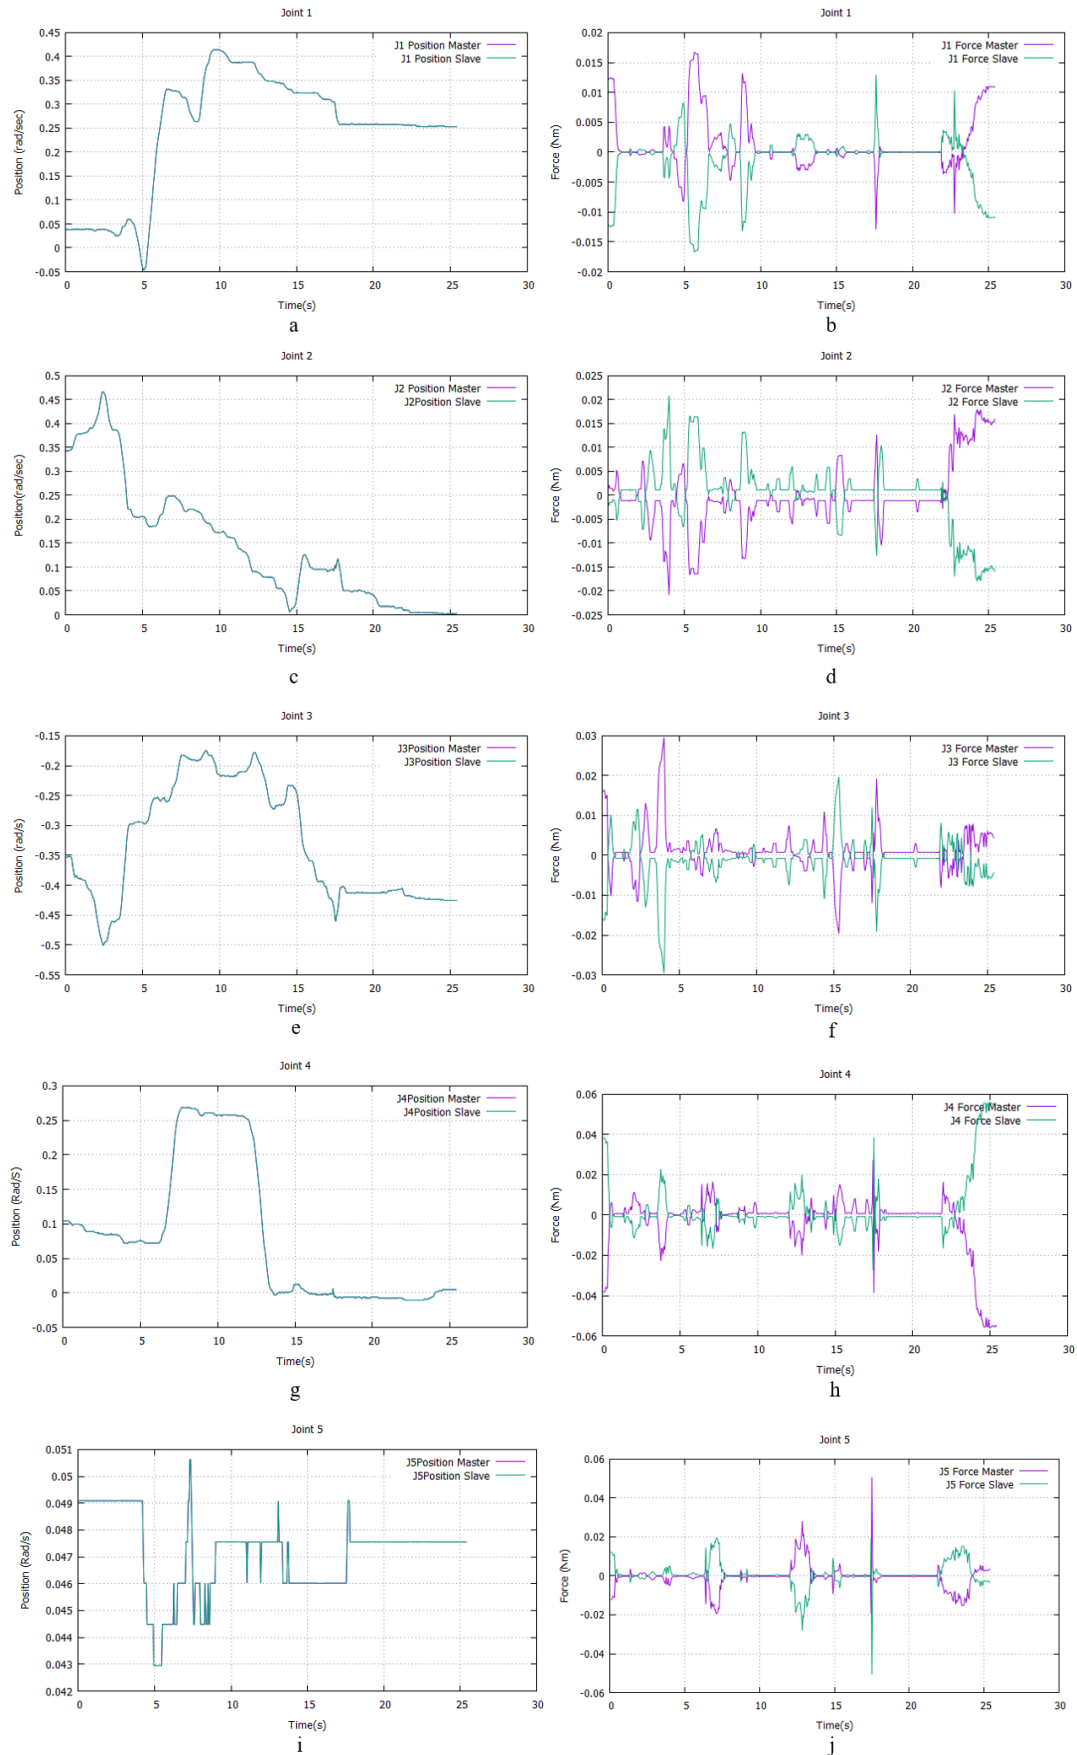 Joint 1
0.45
0.4
0.35
0.3
0.25
0.2
0.15
0.1
0.05
0
-0.05
Position (rad/sec)
J1 Position Master
J1 Position Slave
0 5 10 15 20 25 30
Time(s)
a
Joint 1
0.02
0.015
0.01
0.005
0
-0.005
-0.01
-0.015
-0.02
Force (Nm)
J1 Force Master
J1 Force Slave
0 5 10 15 20 25 30
Time(s)
b
Joint 2
0.5
0.45
0.4
0.35
0.3
0.25
0.2
0.15
0.1
0.05
0
Position(rad/sec)
J2 Position Master
J2Position Slave
0 5 10 15 20 25 30
Time(s)
c
Joint 2
0.025
0.02
0.015
0.01
0.005
0
-0.005
-0.01
-0.015
-0.02
-0.025
Force (Nm)
J2 Force Master
J2 Force Slave
0 5 10 15 20 25 30
Time(s)
d
Joint 3
-0.15
-0.2
-0.25
-0.3
-0.35
-0.4
-0.45
-0.5
-0.55
Position (rad/s)
J3Position Master
J3Position Slave
0 5 10 15 20 25 30
Time(s)
e
Joint 3
0.03
0.02
0.01
0
-0.01
-0.02
-0.03
Force (Nm)
J3 Force Master
J3 Force Slave
0 5 10 15 20 25 30
Time(s)
f
Joint 4
0.3
0.25
0.2
0.15
0.1
0.05
0
-0.05
Position (Rad/S)
J4Position Master
J4Position Slave
0 5 10 15 20 25 30
Time(s)
g
Joint 4
0.06
0.04
0.02
0
-0.02
-0.04
-0.06
Force (Nm)
J4 Force Master
J4 Force Slave
0 5 10 15 20 25 30
Time(s)
h
Joint 5
0.051
0.05
0.049
0.048
0.047
0.046
0.045
0.044
0.043
0.042
Position (Rad/s)
J5Position Master
J5Position Slave
0 5 10 15 20 25 30
Time(s)
i
Joint 5
0.06
0.04
0.02
0
-0.02
-0.04
-0.06
Force (Nm)
J5 Force Master
J5 Force Slave
0 5 10 15 20 25 30
Time(s)
j